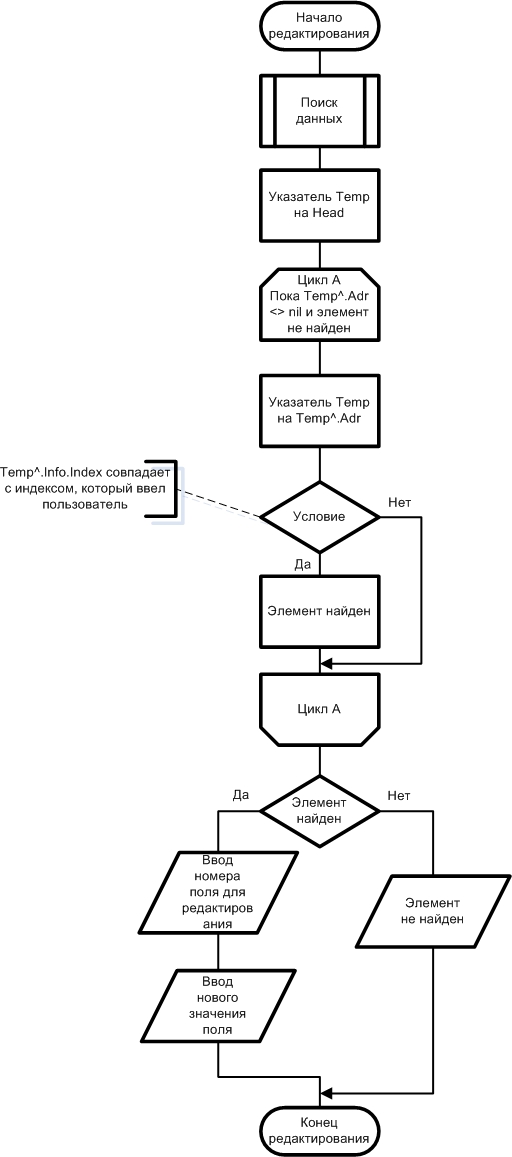 Начало
редактирования
Поиск
данных
Указатель Temp
на Head
Цикл А
Пока Temp^.Adr
<> nil и элемент
не найден
Указатель Temp
на Temp^.Adr
Temp^.Info.Index совпадает
с индексом, который ввел
пользователь
Условие
Нет
Да
Элемент найден
Цикл А
Элемент
найден
Да
Нет
Ввод
номера
поля для
редактиров
ания
Элемент
не найден
Ввод
нового
значения
поля
Конец
редактирования